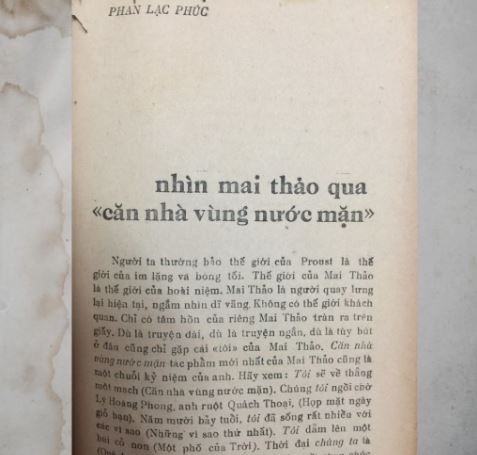 PHAN LẠC PHÚC
nhìn mai thảo qua
«căn nhà vùng nước mặn»
Người ta thường bảo thế giới của Proust là thế
giới của im lặng và bóng tối. Thế giới của Mai Thảo
là thế giới của hoài niệm. Mai Thảo là người quay lưng
lại hiện tại, ngắm nhìn dĩ vãng. Không có thế giới khách
quan. Chỉ có tâm hồn của riêng Mai Thảo tràn ra trên
giấy. Dù là truyện dài, dù là truyện ngắn, dù là tùy bút
ở đâu cũng chỉ gặp cái «tôi» của Mai Thảo. Căn nhà
vùng nước mặn tác phẩm mới nhất của Mai Thảo cũng là
một chuỗi kỷ niệm của anh. Hãy xem : Tôi sẽ về thăng
một mạch (Căn nhà vùng nước mặn). Chúng tôi ngồi chờ
Lý Hoàng Phong, anh ruột Quách Thoại, (Họp mặt ngày
giỗ bạn). Năm mười bảy tuổi, tôi đã sống rất nhiều với
các vì sao (Những vì sao thứ nhất). Tôi dẫm lên một
bụi cỏ non (Một phố của Trời). Thời đại chúng ta là